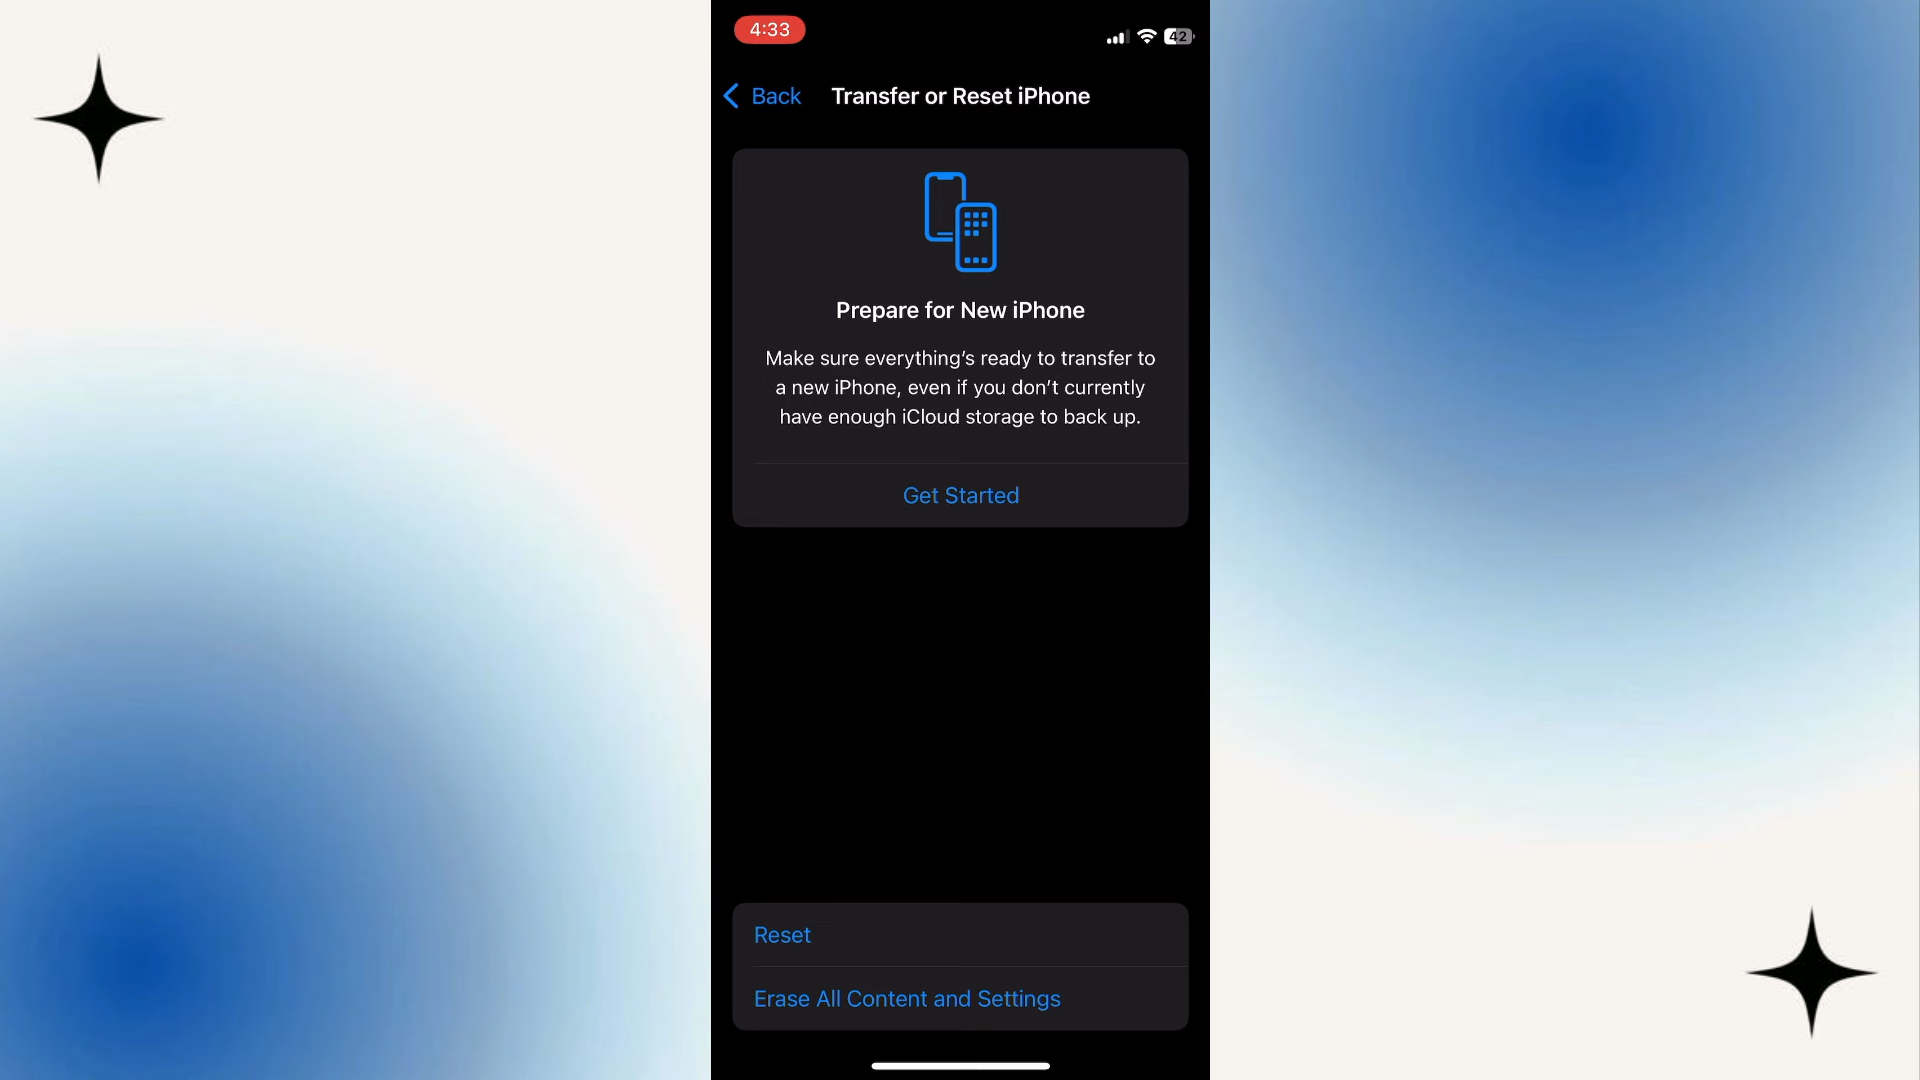 4:33
42
Back
Transfer or Reset iPhone
Prepare for New iPhone
Make sure everything’s ready to transfer to
a new iPhone, even if you don’t currently
have enough iCloud storage to back up.
Get Started
Reset
Erase All Content and Settings